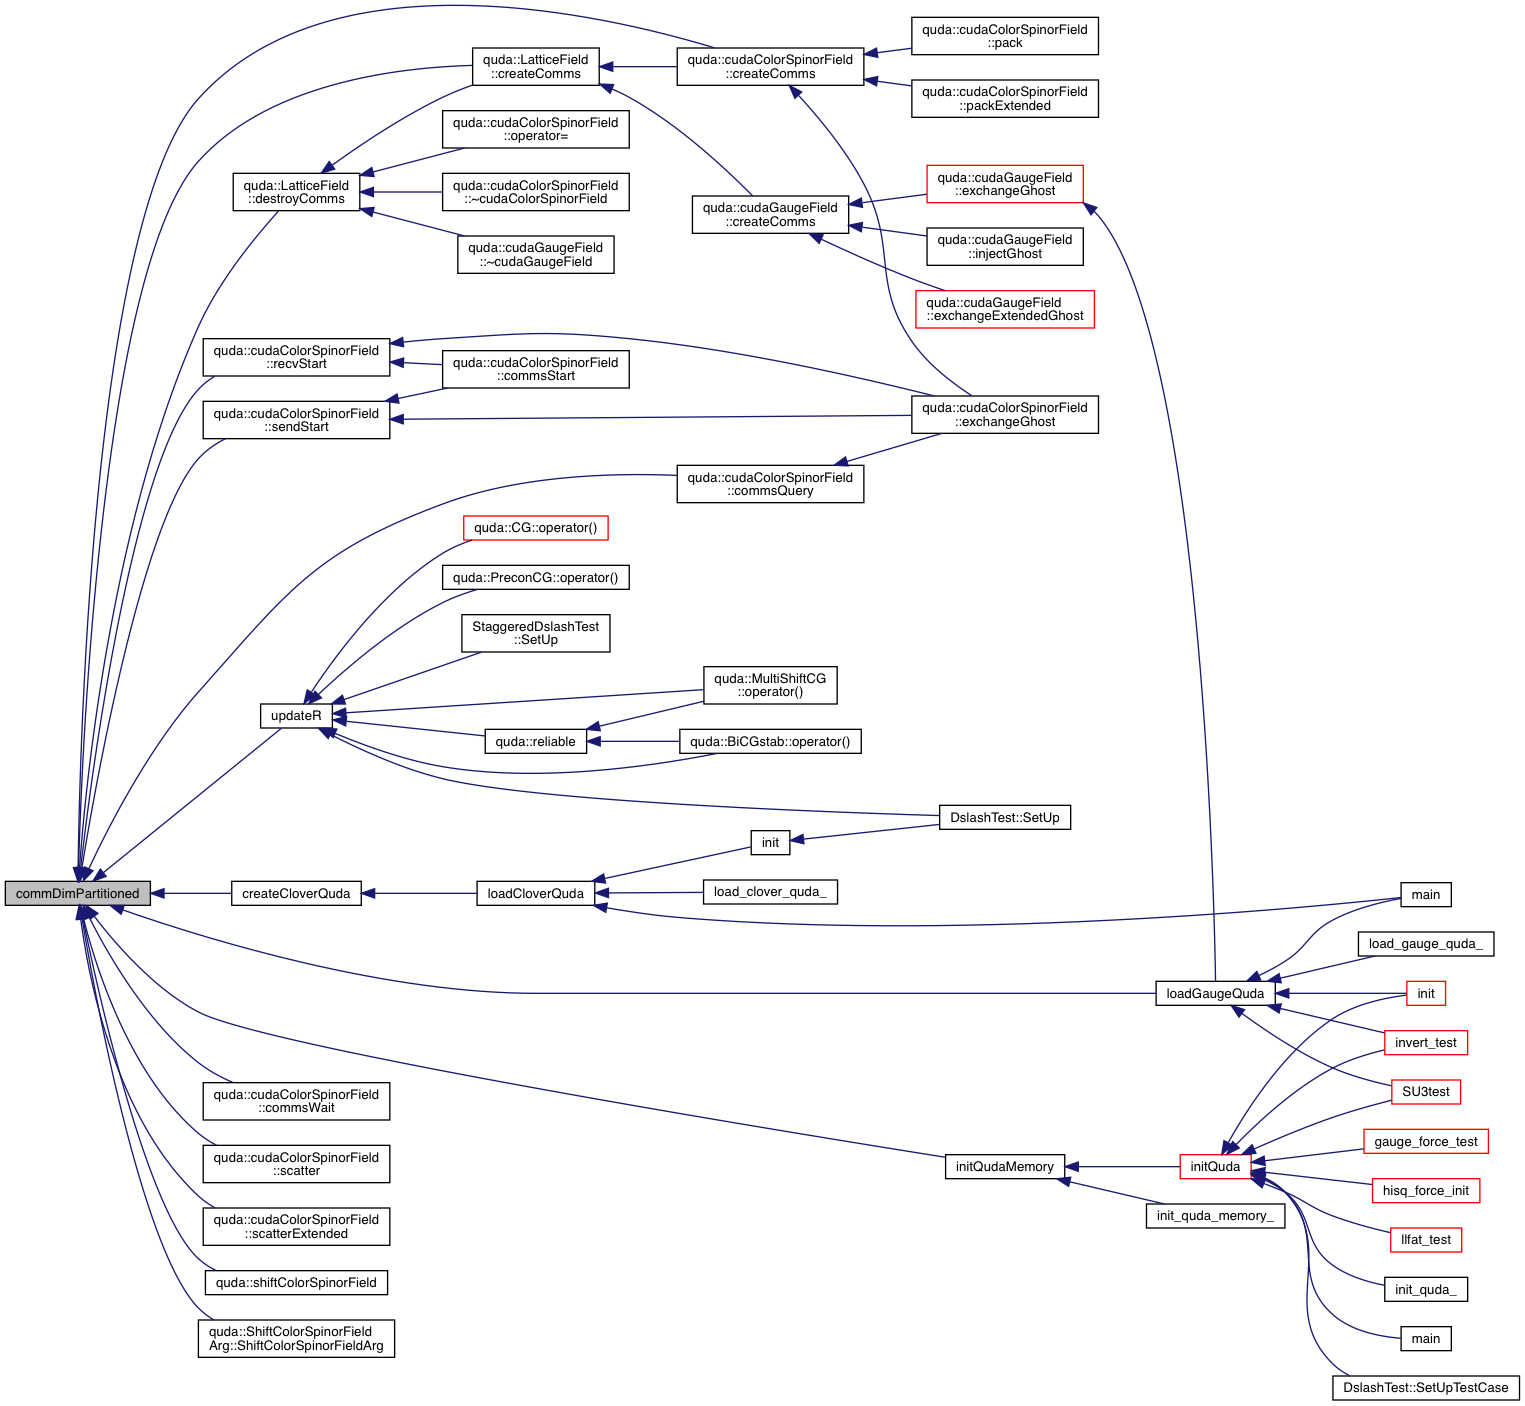 quda::cudaColorSpinorField
::pack
quda::LatticeField
::createComms
quda::cudaColorSpinorField
::createComms
quda::cudaColorSpinorField
::packExtended
quda::cudaColorSpinorField
::operator=
quda::LatticeField
::destroyComms
quda::cudaColorSpinorField
::~cudaColorSpinorField
quda::cudaGaugeField
::~cudaGaugeField
quda::cudaGaugeField
::createComms
quda::cudaGaugeField
::exchangeGhost
quda::cudaGaugeField
::injectGhost
quda::cudaGaugeField
::exchangeExtendedGhost
quda::cudaColorSpinorField
::recvStart
quda::cudaColorSpinorField
::commsStart
quda::cudaColorSpinorField
::sendStart
quda::cudaColorSpinorField
::exchangeGhost
quda::cudaColorSpinorField
::commsQuery
quda::CG::operator()
quda::PreconCG::operator()
StaggeredDslashTest
::SetUp
quda::MultiShiftCG
::operator()
updateR
quda::reliable
quda::BiCGstab::operator()
DslashTest::SetUp
init
commDimPartitioned
createCloverQuda
loadCloverQuda
load_clover_quda_
main
load_gauge_quda_
loadGaugeQuda
init
invert_test
SU3test
quda::cudaColorSpinorField
::commsWait
gauge_force_test
quda::cudaColorSpinorField
::scatter
initQudaMemory
initQuda
hisq_force_init
init_quda_memory_
quda::cudaColorSpinorField
::scatterExtended
llfat_test
quda::shiftColorSpinorField
init_quda_
quda::ShiftColorSpinorField
Arg::ShiftColorSpinorFieldArg
main
DslashTest::SetUpTestCase